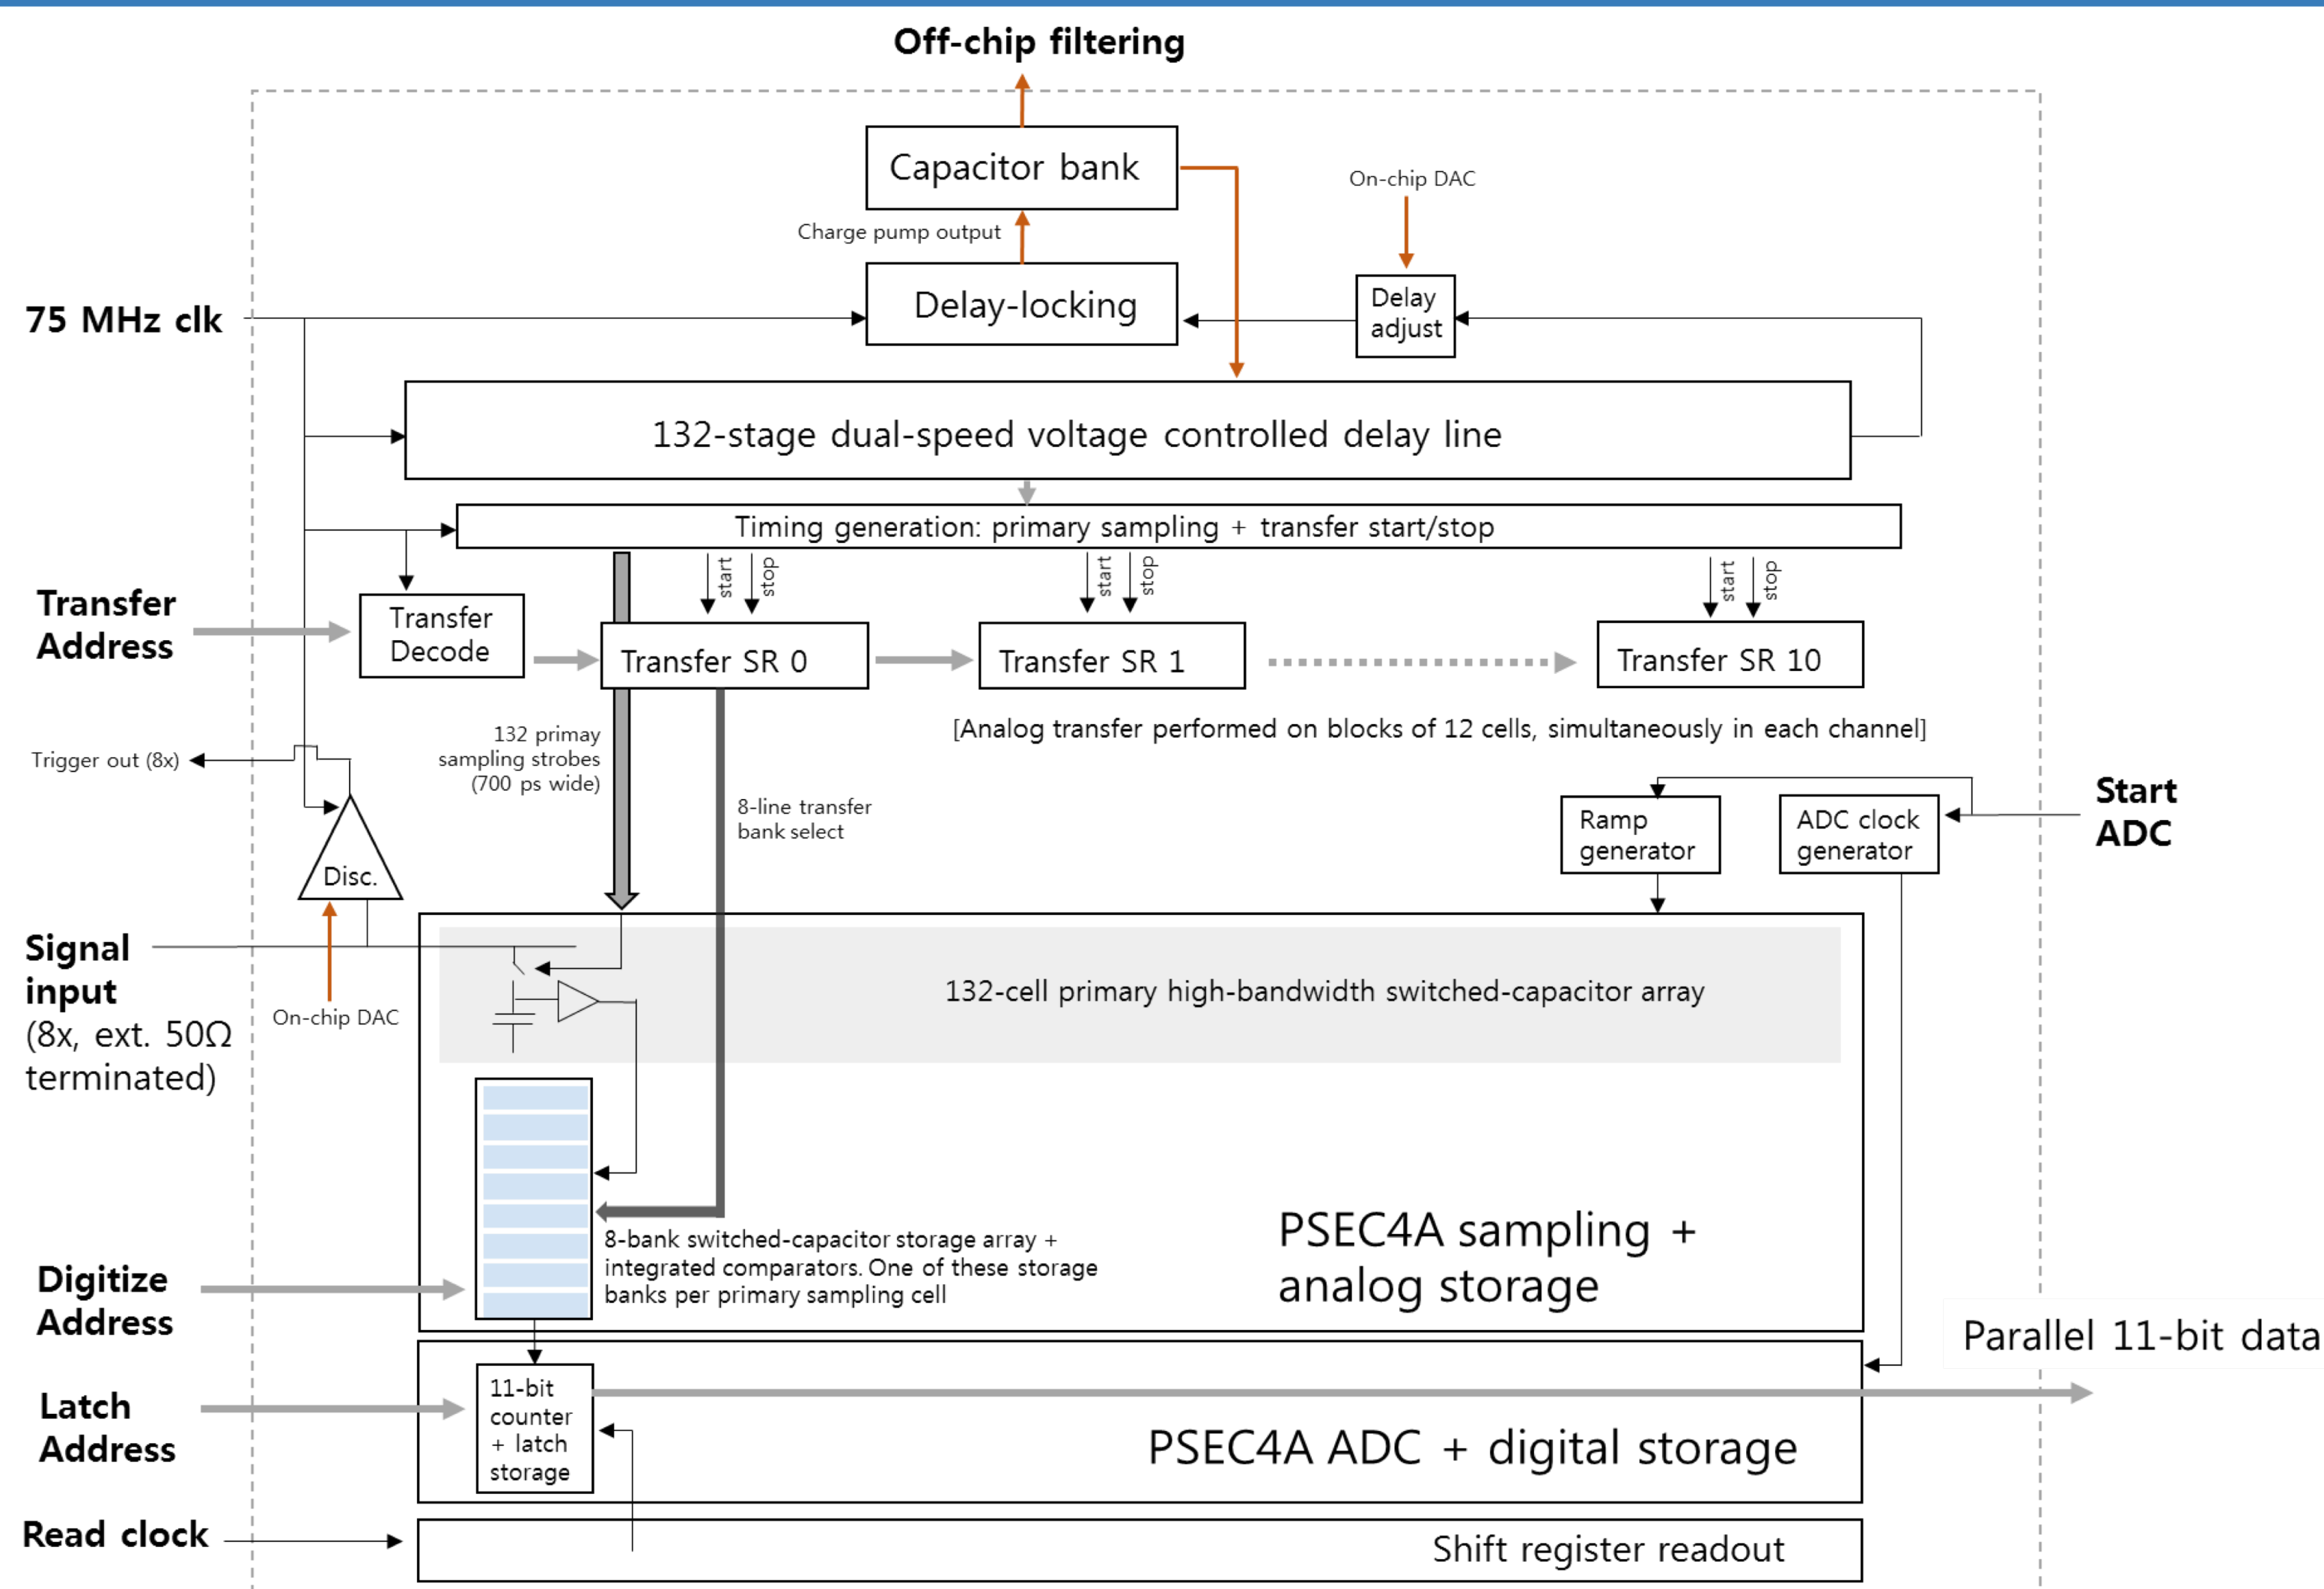 Off-chip filtering
Capacitor bank
On-chip DAC
Charge pump output
Delay-locking
Delay
adjust
75 MHz clk
132-stage dual-speed voltage controlled delay line
Timing generation: primary sampling + transfer start/stop
start
stop
start
stop
start
stop
Transfer
Address
Transfer
Decode
Transfer SR 0
Transfer SR 1
Transfer SR 10
[Analog transfer performed on blocks of 12 cells, simultaneously in each channel]
132 primay
sampling strobes
(700 ps wide)
Trigger out (8x)
8-line transfer
bank select
Ramp
generator
ADC clock
generator
Start
ADC
Disc.
Signal
input
(8x, ext. 50Ω
terminated)
On-chip DAC
132-cell primary high-bandwidth switched-capacitor array
8-bank switched-capacitor storage array +
integrated comparators. One of these storage
banks per primary sampling cell
PSEC4A sampling +
analog storage
Digitize
Address
Parallel 11-bit data
Latch
Address
11-bit
counter
+ latch
storage
PSEC4A ADC + digital storage
Read clock
Shift register readout